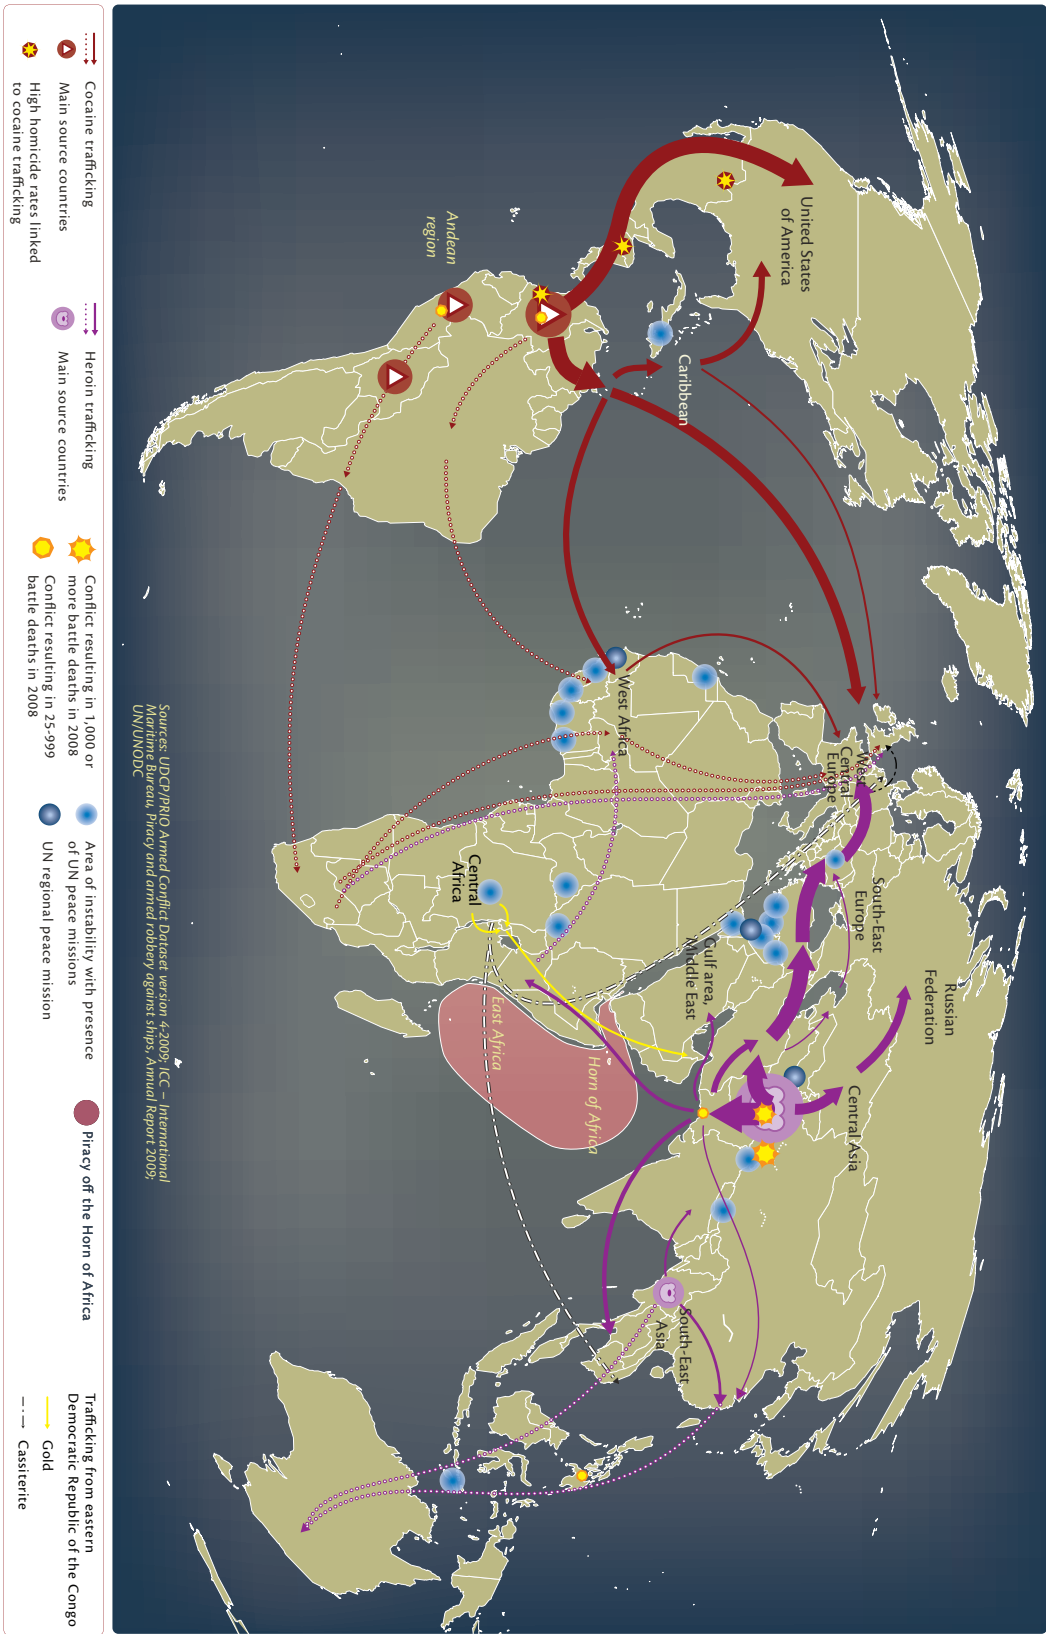 United States
of America
Caribbean
Andean
region
West Africa
West,
Central
Europe
South-East
Europe
Russian
Federation
Central Asia
Gulf area,
Middle East
Central
Africa
East Africa
Horn of Africa
South-East
Asia
Sources: UDCP/PRIO Armed Conflict Dataset version 4-2009; ICC – International
Maritime Bureau, Piracy and armed robbery against ships, Annual Report 2009;
UN/UNODC
Cocaine trafficking
Main source countries
High homicide rates linked
to cocaine trafficking
Heroin trafficking
Main source countries
Conflict resulting in 1,000 or
more battle deaths in 2008
Conflict resulting in 25-999
battle deaths in 2008
Area of instability with presence
of UN peace missions
UN regional peace mission
Piracy off the Horn of Africa
Trafficking from eastern
Democratic Republic of the Congo
Gold
Cassiterite